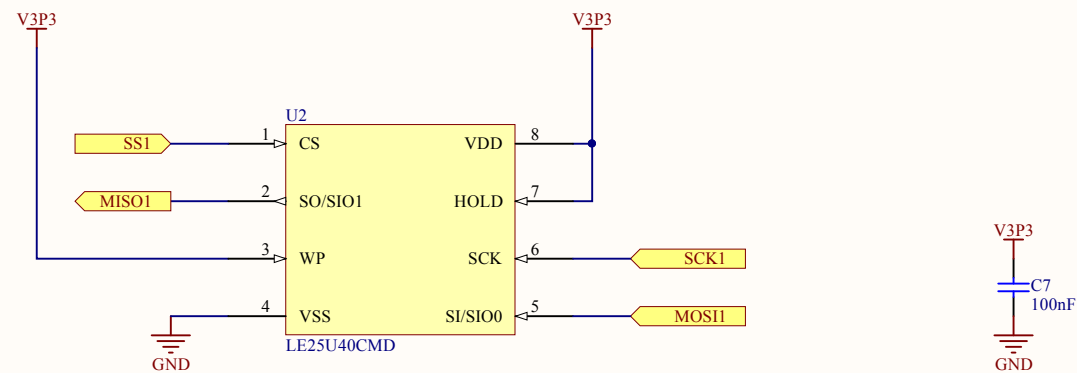 V3P3
V3P3
U2
SS1 1 CS VDD 8
MISO1 2 SO/SIO1 HOLD 7
3 WP SCK 6 SCK1
4 VSS SI/SIO0 5 MOSI1
GND
LE25U40CMD
V3P3
C7
100nF
GND